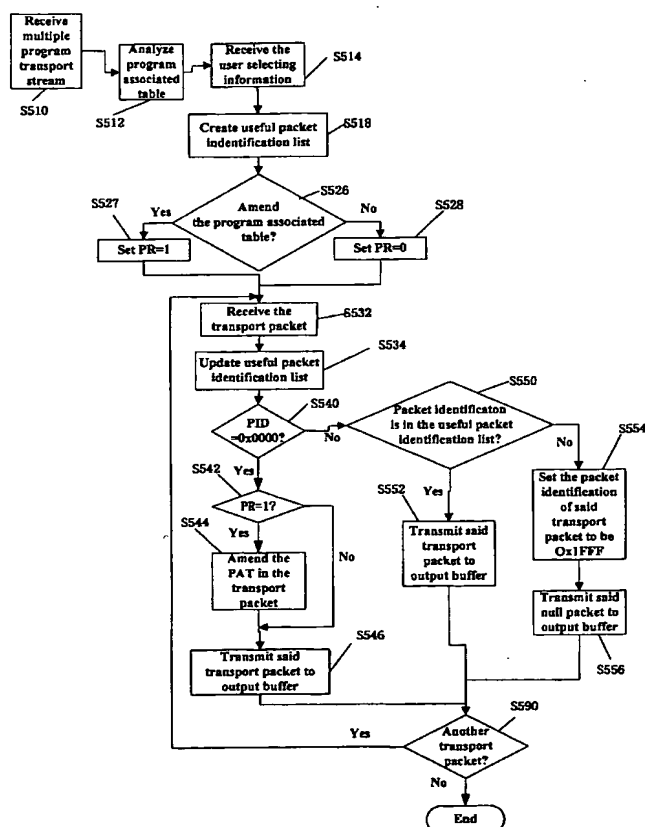 Receive
multiple
program
transport
stream
S510
Analyze
program
associated
table
S512
Receive the
user selecting
information
S514
Create useful packet
indentification list
S518
Amend
the program associated
table?
S526
Yes
No
S527
Set PR=1
S528
Set PR=0
Receive the
transport packet
S532
Update useful packet
identification list
S534
PID
=0x0000?
S540
No
Yes
Packet identificaton
is in the useful packet
identification list?
S550
No
Yes
S542
PR=1?
Yes
No
S544
Amend the
the PAT in the
transport
packet
S552
Transmit said
transport
packet to
output buffer
S554
Set the packet
identification
of said
transport
packet to be
Ox1FFF
Transmit said
null packet to
output buffer
S556
Transmit said
transport packet to
output buffer
S546
Another
transport
packet?
S590
Yes
No
End